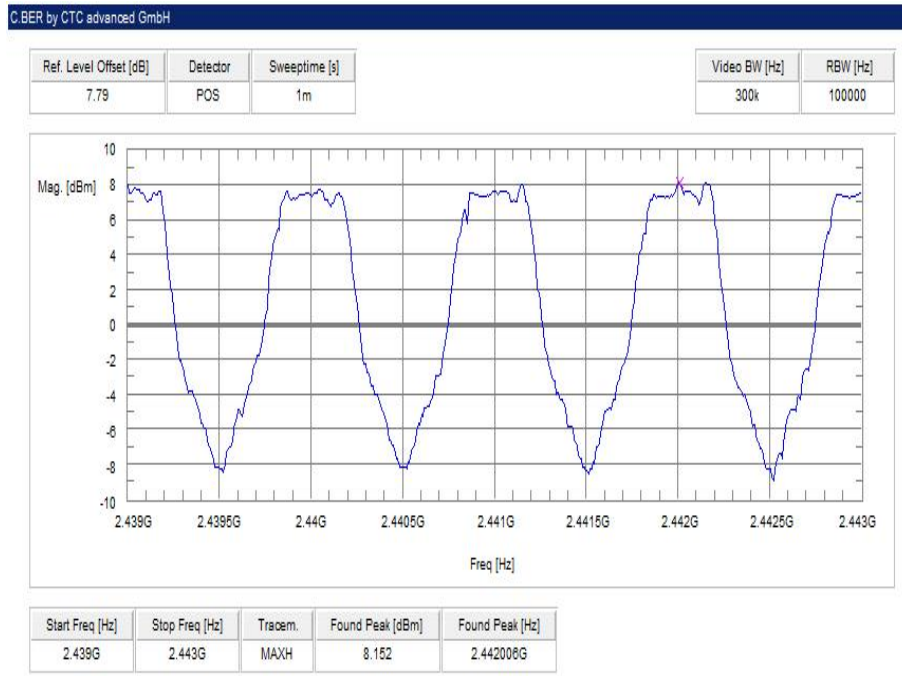 C.BER by CTC advanced GmbH
Ref. Level Offset [dB] Detector Sweeptime [s] Video BW [Hz] RBW [Hz]
7.79 POS 1m 300k 100000
10
Mag. [dBm] 8
6
4
2
0
-2
-4
-6
-8
-10
2.439G 2.4395G 2.44G 2.4405G 2.441G 2.4415G 2.442G 2.4425G 2.443G
Freq [Hz]
Start Freq [Hz] Stop Freq [Hz] Tracem. Found Peak [dBm] Found Peak [Hz]
2.439G 2.443G MAXH 8.152 2.442006G